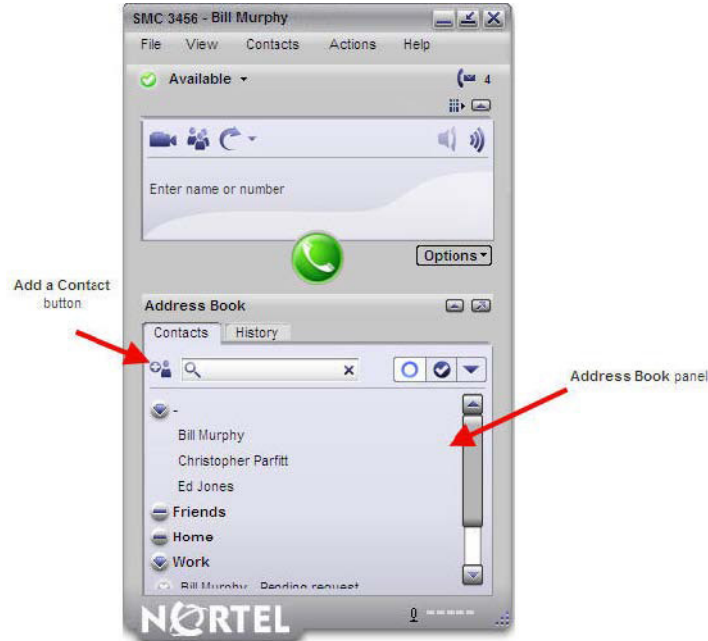 SMC 3456 - Bill Murphy
File View Contacts Actions Help
Available
4
Enter name or number
Options
Add a Contact
button
Address Book
Contacts History
Address Book panel
-
Bill Murphy
Christopher Parfitt
Ed Jones
Friends
Home
Work
Bill Murphy Pending request
NORTEL